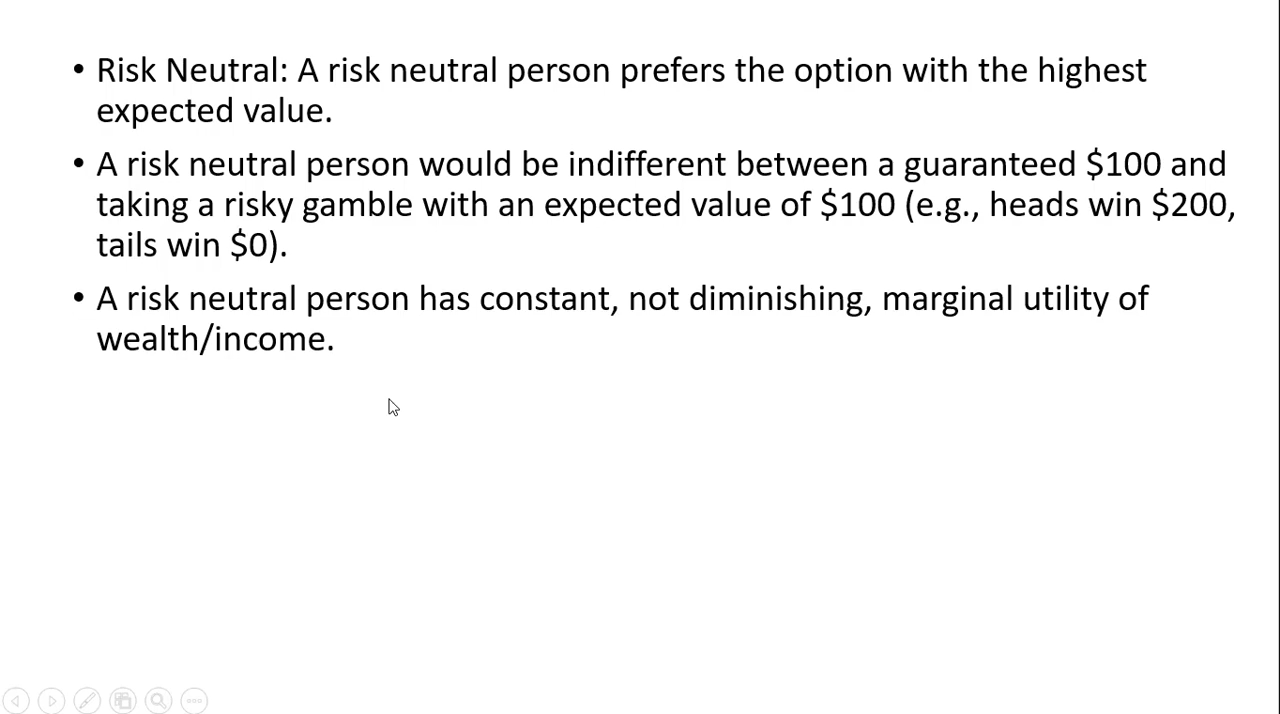 • Risk Neutral: A risk neutral person prefers the option with the highest
expected value.
• A risk neutral person would be indifferent between a guaranteed $100 and
taking a risky gamble with an expected value of $100 (e.g., heads win $200,
tails win $0).
• A risk neutral person has constant, not diminishing, marginal utility of
wealth/income.